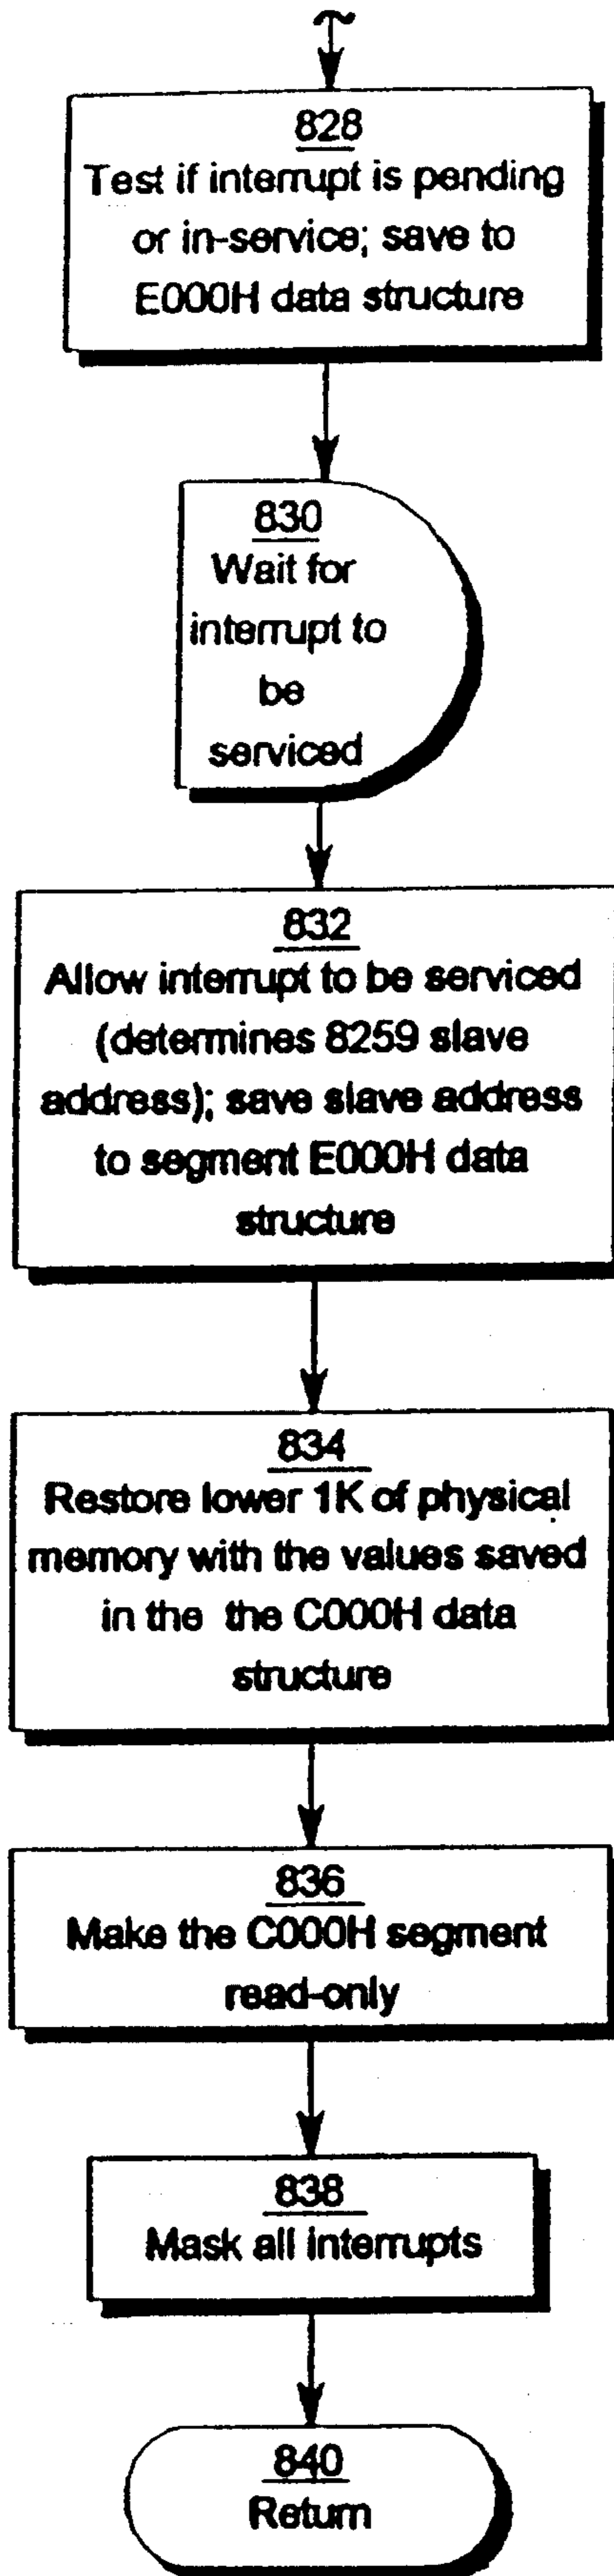 828
Test if interrupt is pending
or in-service; save to
E000H data structure
830
Wait for
interrupt to
be
serviced
832
Allow interrupt to be serviced
(determines 8259 slave
address); save slave address
to segment E000H data
structure
834
Restore lower 1K of physical
memory with the values saved
in the the C000H data
structure
836
Make the C000H segment
read-only
838
Mask all interrupts
840
Return